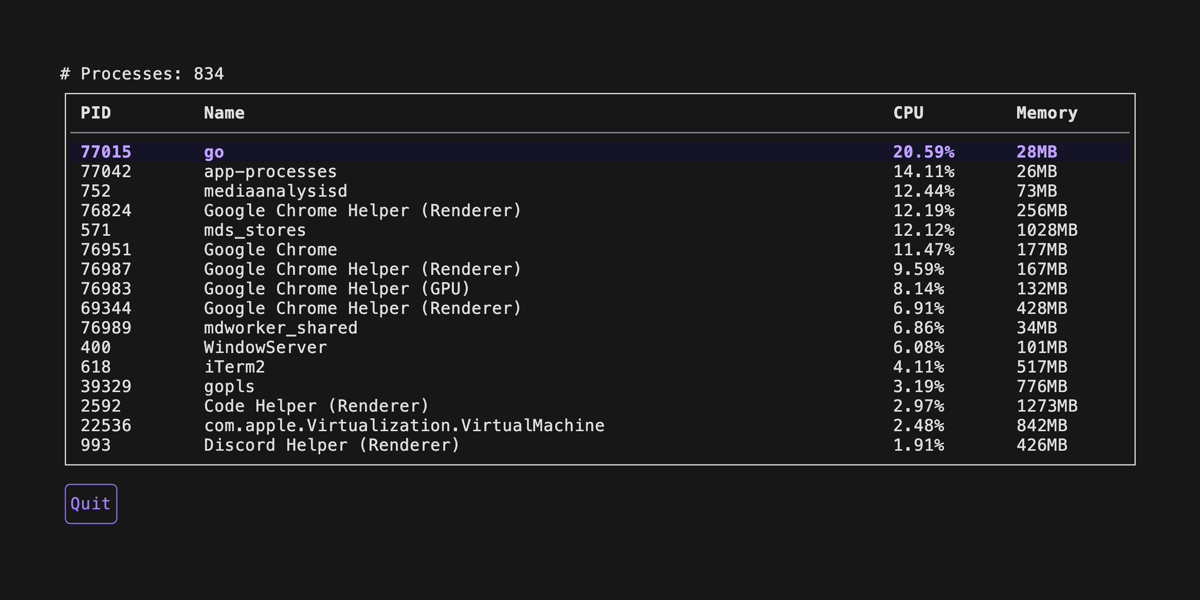 # Processes: 834
PID Name CPU Memory
77015 go 20.59% 28MB
77042 app-processes 14.11% 26MB
752 mediaanalysisd 12.44% 73MB
76824 Google Chrome Helper (Renderer) 12.19% 256MB
571 mds_stores 12.12% 1028MB
76951 Google Chrome 11.47% 177MB
76987 Google Chrome Helper (Renderer) 9.59% 167MB
76983 Google Chrome Helper (GPU) 8.14% 132MB
69344 Google Chrome Helper (Renderer) 6.91% 428MB
76989 mdworker_shared 6.86% 34MB
400 WindowServer 6.08% 101MB
618 iTerm2 4.11% 517MB
39329 gopls 3.19% 776MB
2592 Code Helper (Renderer) 2.97% 1273MB
22536 com.apple.Virtualization.VirtualMachine 2.48% 842MB
993 Discord Helper (Renderer) 1.91% 426MB
Quit